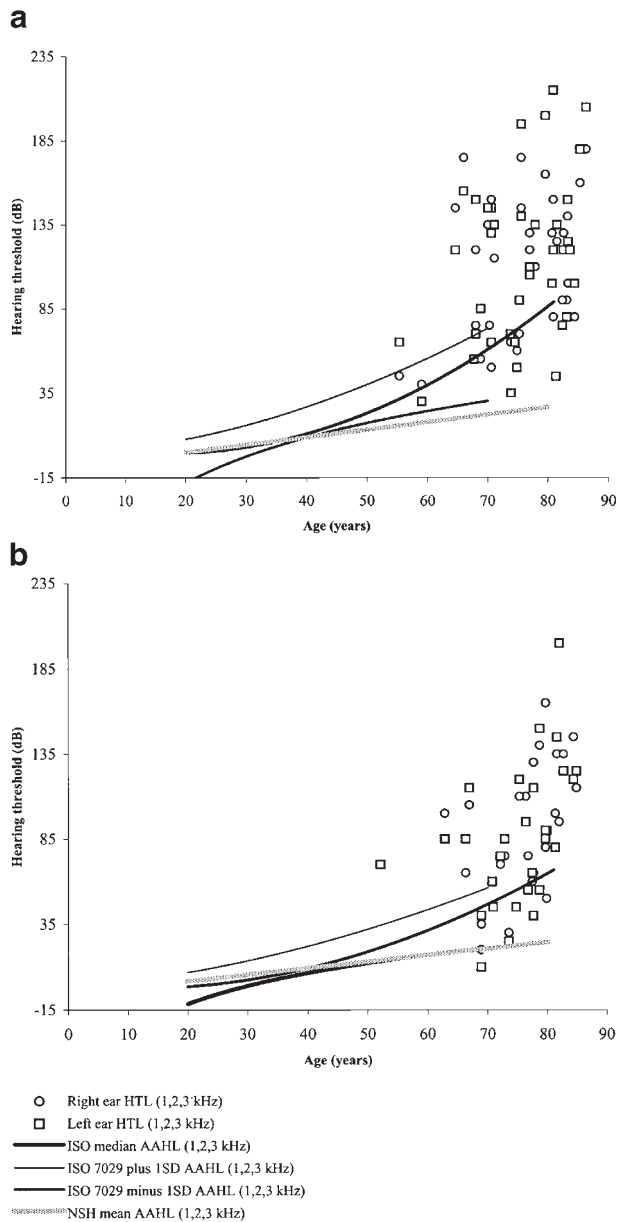 a
235
185
135
85
35
-15
Hearing threshold (dB)
0 10 20 30 40 50 60 70 80 90
Age (years)
b
235
185
135
85
35
-15
Hearing threshold (dB)
0 10 20 30 40 50 60 70 80 90
Age (years)
Right ear HTL (1,2,3 kHz)
Left ear HTL (1,2,3 kHz)
ISO median AAHL (1,2,3 kHz)
ISO 7029 plus 1SD AAHL (1,2,3 kHz)
ISO 7029 minus 1SD AAHL (1,2,3 kHz)
NSH mean AAHL (1,2,3 kHz)